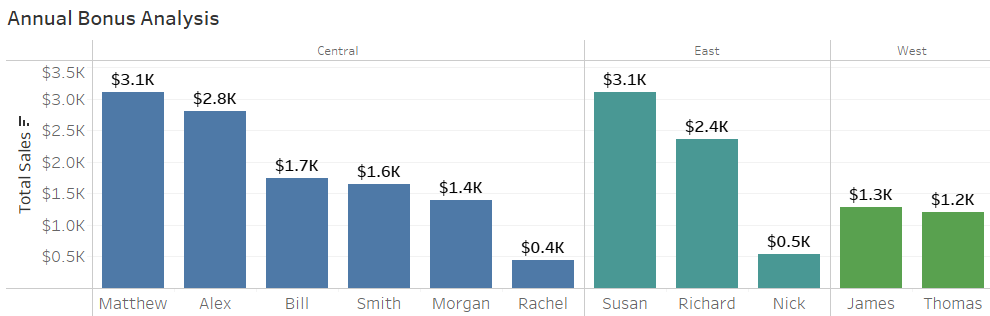 Annual Bonus Analysis
Central East West
Total Sales
$3.5K
$3.0K
$2.5K
$2.0K
$1.5K
$1.0K
$0.5K
$3.1K $2.8K $1.7K $1.6K $1.4K $0.4K $3.1K $2.4K $0.5K $1.3K $1.2K
Matthew Alex Bill Smith Morgan Rachel Susan Richard Nick James Thomas